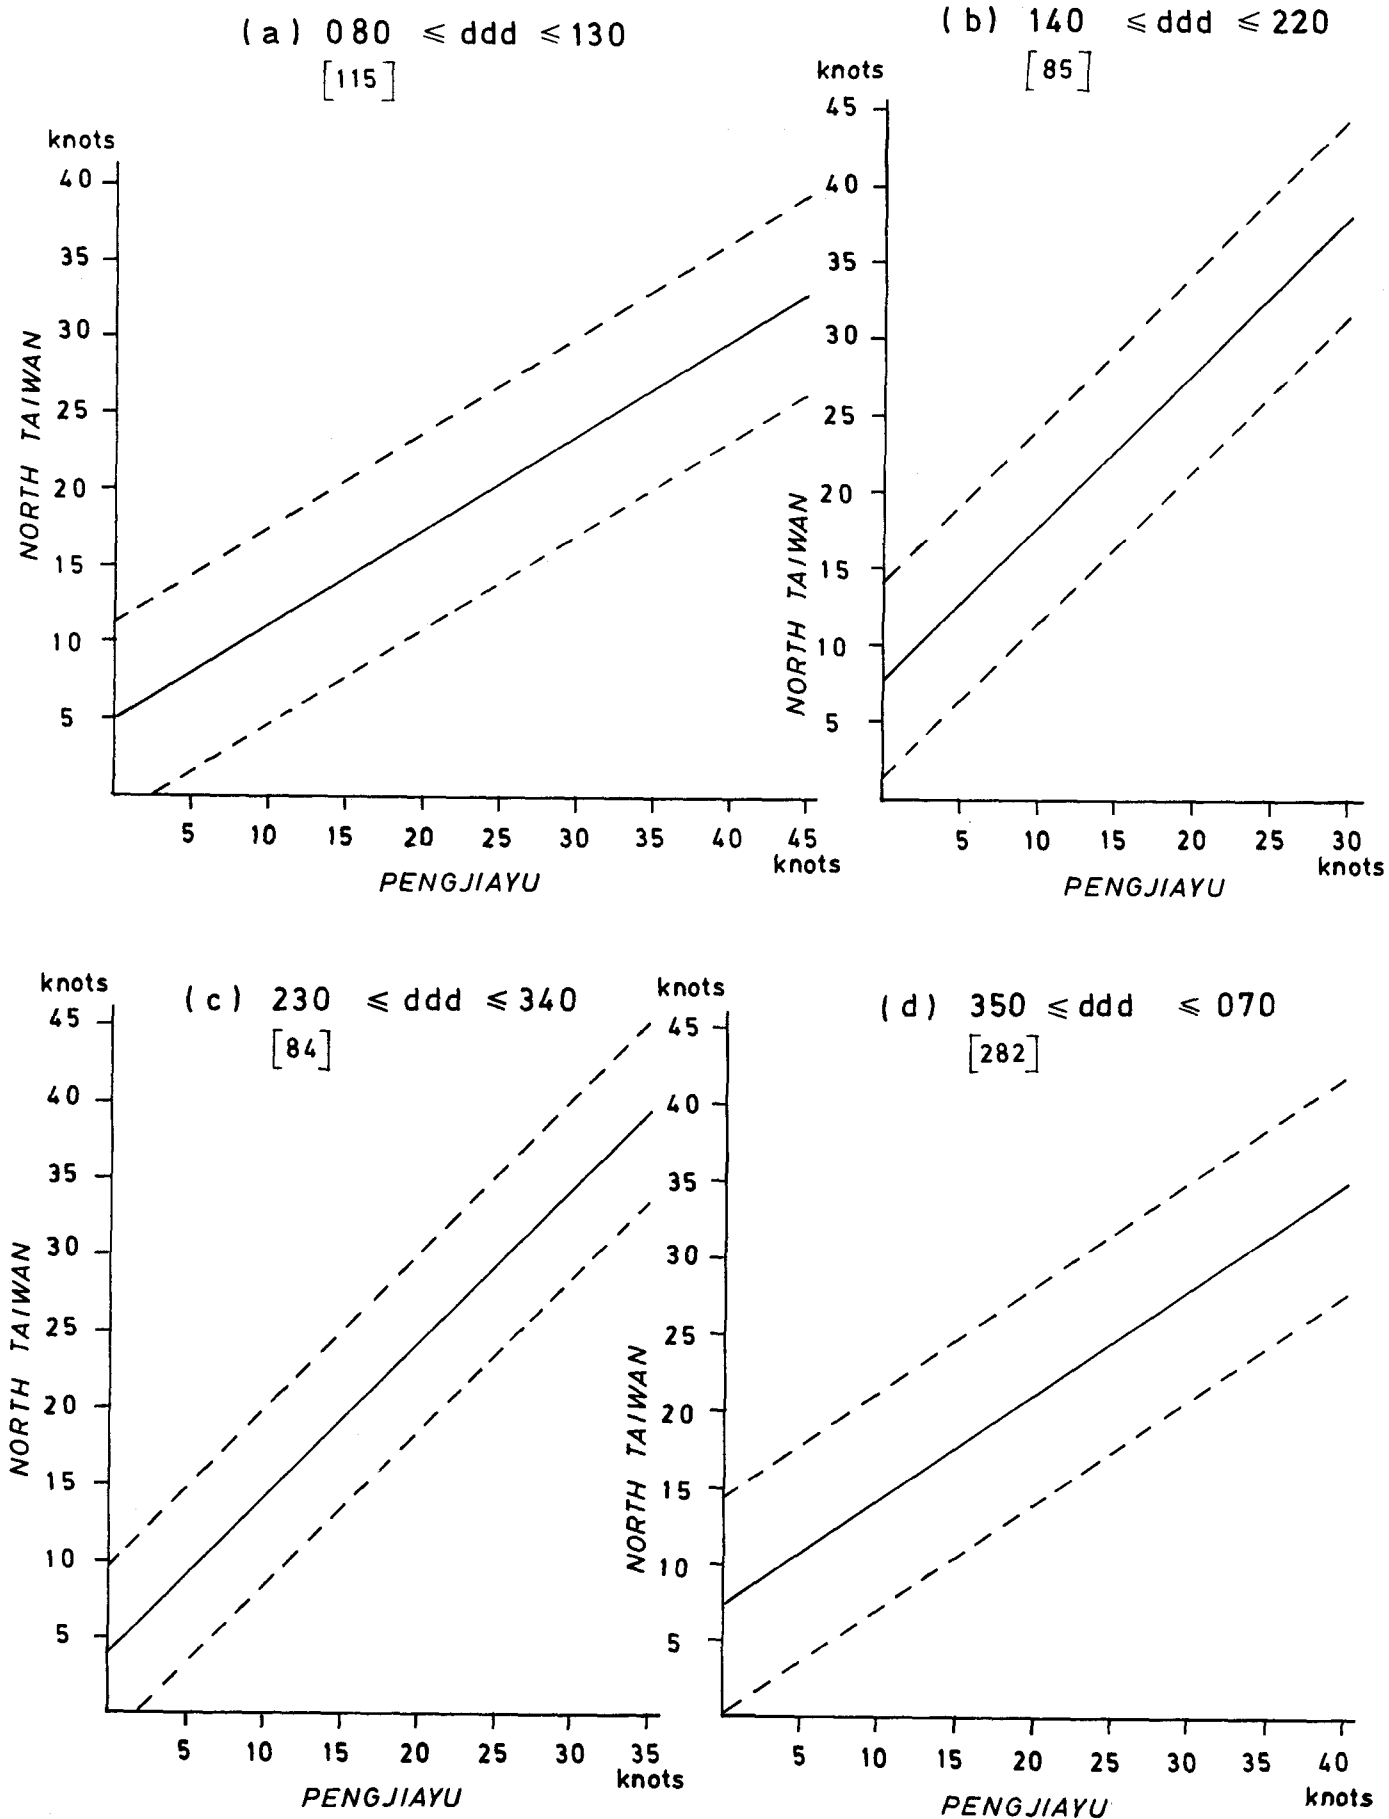 (a) 080 ≤ ddd ≤ 130
[115]
knots
40
35
30
25
20
15
10
5
NORTH TAIWAN
5 10 15 20 25 30 35 40 45
knots
PENGJIAYU
(b) 140 ≤ ddd ≤ 220
[85]
knots
45
40
35
30
25
20
15
10
5
NORTH TAIWAN
5 10 15 20 25 30
knots
PENGJIAYU
(c) 230 ≤ ddd ≤ 340
[84]
knots
45
40
35
30
25
20
15
10
5
NORTH TAIWAN
5 10 15 20 25 30 35
knots
PENGJIAYU
(d) 350 ≤ ddd ≤ 070
[282]
knots
45
40
35
30
25
20
15
10
5
NORTH TAIWAN
5 10 15 20 25 30 35 40
knots
PENGJIAYU